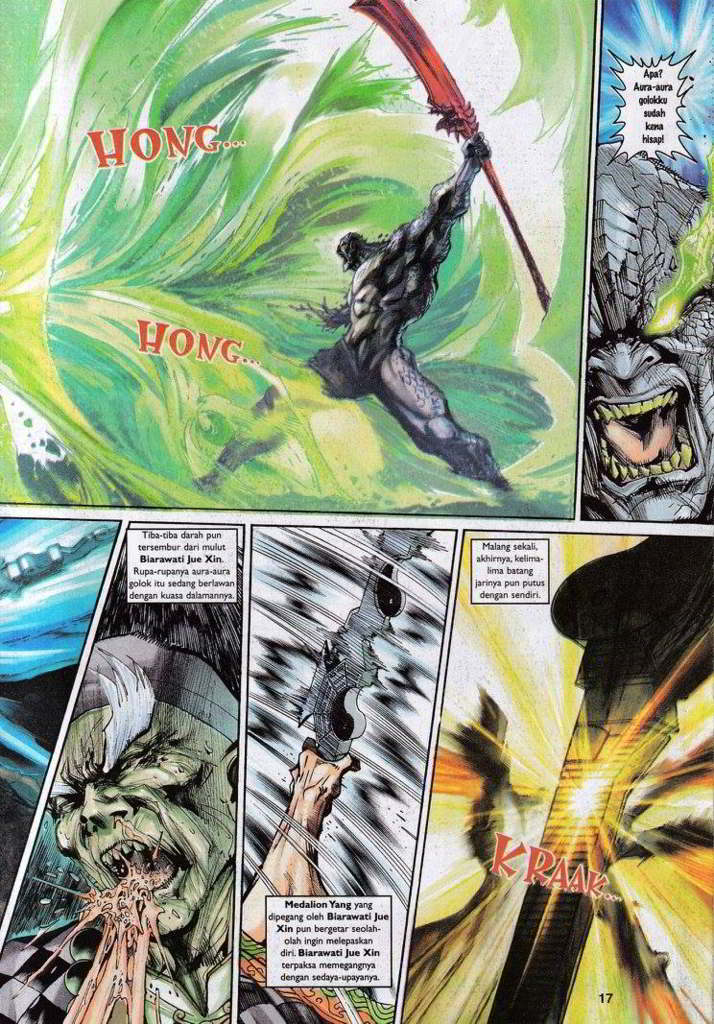 HONG...
HONG...
Apa?
Aura-aura
golokku
sudah
kena
hisap!
Tiba-tiba darah pun
tersembur dari mulut
Biarawati Jue Xin.
Rupa-rupanya aura-aura
golok itu sedang berlawan
dengan kuasa dalamannya.
Medalion Yang yang
dipegang oleh Biarawati Jue
Xin pun bergetar seolah-
olah ingin melepaskan
diri. Biarawati Jue Xin
terpaksa memegangnya
dengan sedaya-upayanya.
Malang sekali,
akhirnya, kelima-
lima batang
jarinya pun putus
dengan sendiri.
KRAAK...
17